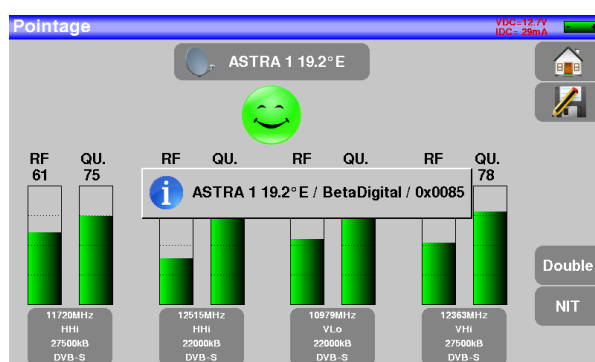 Pointage
VDC=12.7V
IDC= 29mA
ASTRA 1 19.2°E
RF QU. RF QU. RF QU. RF QU.
61 75 78
ASTRA 1 19.2°E / BetaDigital / 0x0085
Double
NIT
11720MHz
HHi
27500kB
DVB-S
12515MHz
HHi
22000kB
DVB-S
10979MHz
VLo
22000kB
DVB-S
12363MHz
VHi
27500kB
DVB-S